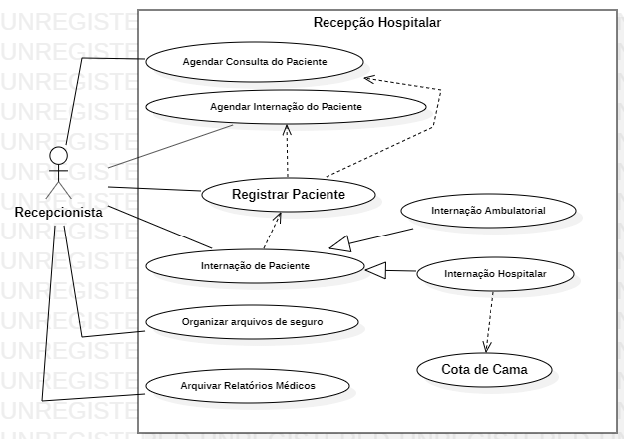 Recepção Hospitalar
Agendar Consulta do Paciente
Agendar Internação do Paciente
Registrar Paciente
Recepcionista
Internação Ambulatorial
Internação de Paciente
Internação Hospitalar
Organizar arquivos de seguro
Cota de Cama
Arquivar Relatórios Médicos